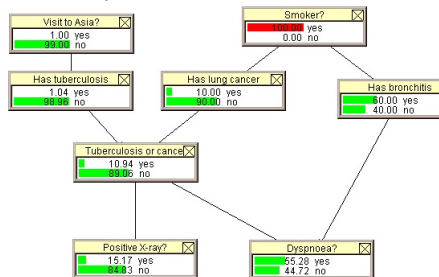 Visit to Asia?
1.00 yes
99.00 no
Smoker?
100.00 yes
0.00 no
Has tuberculosis
1.04 yes
98.96 no
Has lung cancer
10.00 yes
90.00 no
Has bronchitis
60.00 yes
40.00 no
Tuberculosis or cance
10.94 yes
89.06 no
Positive X-ray?
15.17 yes
84.83 no
Dyspnoea?
55.28 yes
44.72 no